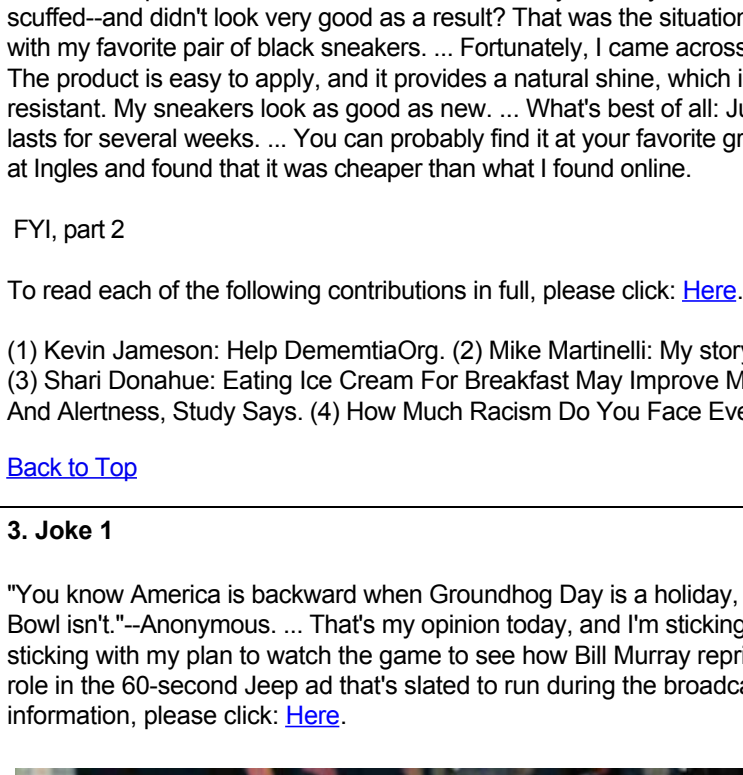 scuffed--and didn't look very good as a result? That was the situation
with my favorite pair of black sneakers. ... Fortunately, I came across
The product is easy to apply, and it provides a natural shine, which i
resistant. My sneakers look as good as new. ... What's best of all: Ju
lasts for several weeks. ... You can probably find it at your favorite gr
at Ingles and found that it was cheaper than what I found online.
FYI, part 2
To read each of the following contributions in full, please click: Here.
(1) Kevin Jameson: Help DememtiaOrg. (2) Mike Martinelli: My story
(3) Shari Donahue: Eating Ice Cream For Breakfast May Improve M
And Alertness, Study Says. (4) How Much Racism Do You Face Eve
Back to Top
3. Joke 1
"You know America is backward when Groundhog Day is a holiday,
Bowl isn't."--Anonymous. ... That's my opinion today, and I'm sticking
sticking with my plan to watch the game to see how Bill Murray repri
role in the 60-second Jeep ad that's slated to run during the broadca
information, please click: Here.